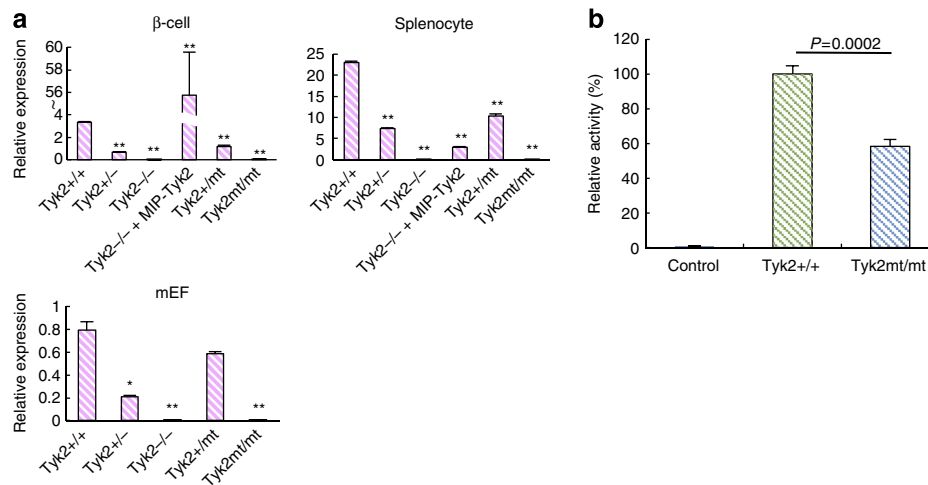 a
β-cell
Relative expression
60
58
56
~
4
2
0
**
**
**
**
**
Tyk2+/+
Tyk2+/−
Tyk2−/−
Tyk2−/− + MIP-Tyk2
Tyk2+/mt
Tyk2mt/mt
Splenocyte
25
20
15
10
5
0
**
**
**
**
**
Tyk2+/+
Tyk2+/−
Tyk2−/−
Tyk2−/− + MIP-Tyk2
Tyk2+/mt
Tyk2mt/mt
mEF
Relative expression
1
0.8
0.6
0.4
0.2
0
*
**
**
Tyk2+/+
Tyk2+/−
Tyk2−/−
Tyk2+/mt
Tyk2mt/mt
b
Relative activity (%)
120
100
80
60
40
20
0
P=0.0002
Control
Tyk2+/+
Tyk2mt/mt